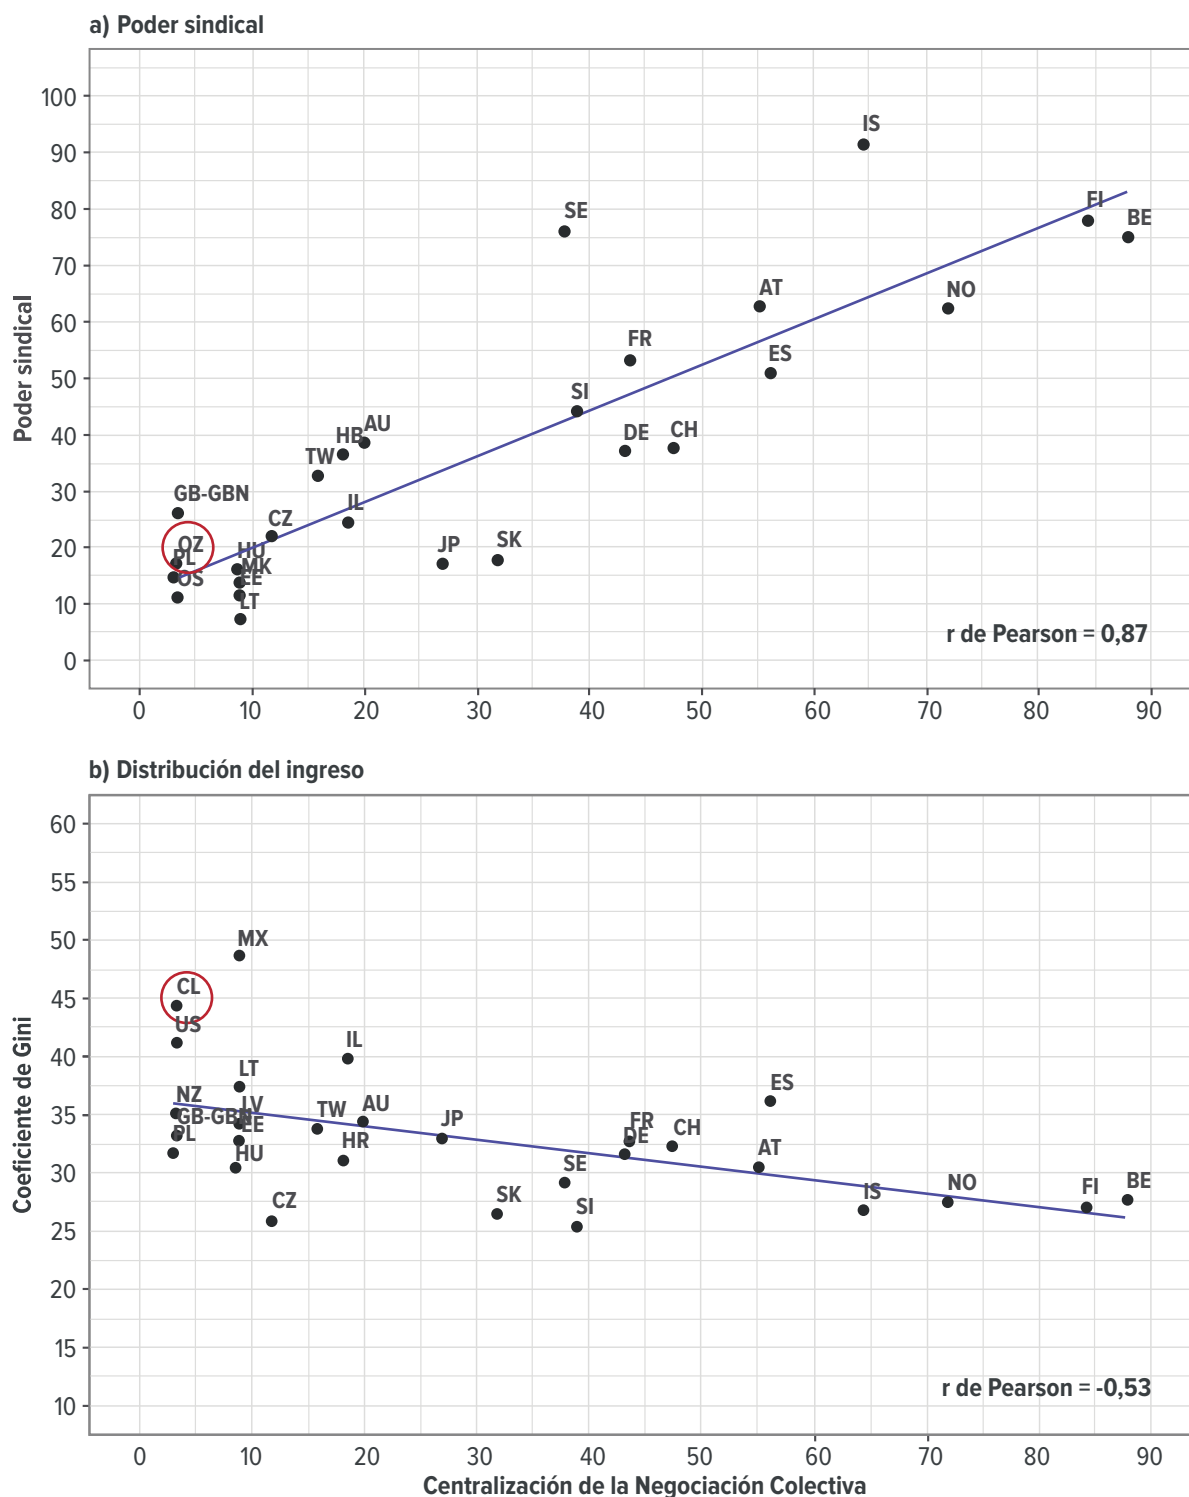 a) Poder sindical
100
90
80
70
60
50
40
30
20
10
0
Poder sindical
IS
SE
FI
BE
AT
NO
FR
ES
SI
AU
HB
DE
CH
TW
GB-GBN
IL
CZ
OZ
HU
JP
SK
PL
MK
OS
EE
LT
r de Pearson = 0,87
0 10 20 30 40 50 60 70 80 90
b) Distribución del ingreso
60
55
50
45
40
35
30
25
20
15
10
Coeficiente de Gini
MX
CL
US
IL
LT
ES
NZ
LV
TW
AU
GB-GBN
JP
FR
CH
PL
EE
DE
HR
AT
HU
SE
CZ
SK
SI
IS
NO
FI
BE
r de Pearson = -0,53
0 10 20 30 40 50 60 70 80 90
Centralización de la Negociación Colectiva